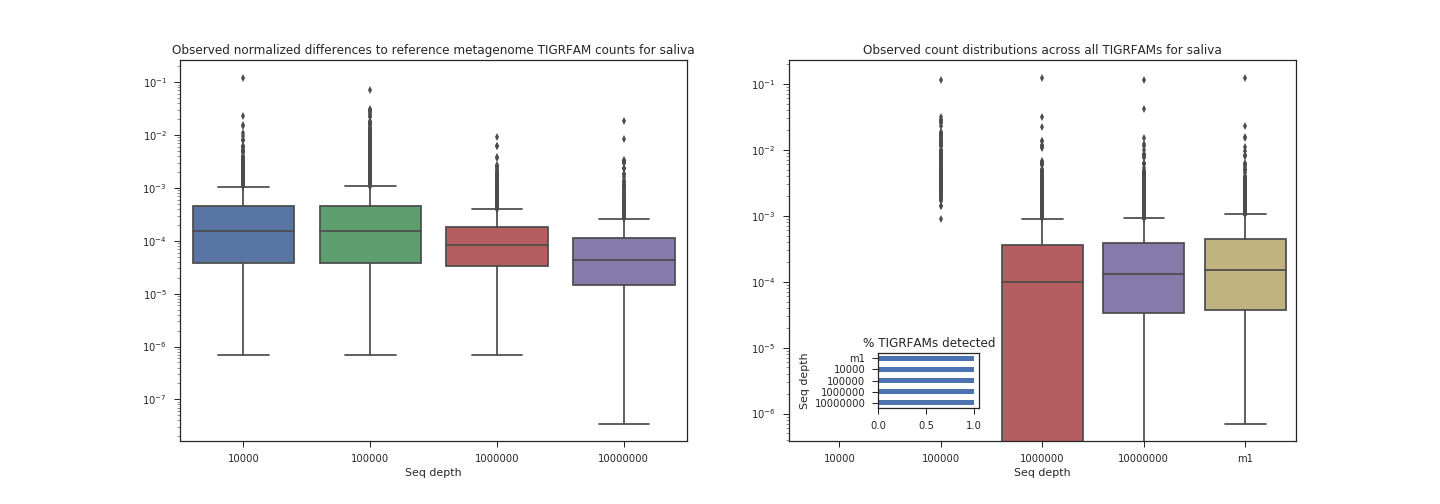 Observed normalized differences to reference metagenome TIGRFAM counts for saliva
10⁻¹
10⁻²
10⁻³
10⁻⁴
10⁻⁵
10⁻⁶
10⁻⁷
10000 100000 1000000 10000000
Seq depth
Observed count distributions across all TIGRFAMs for saliva
10⁻¹
10⁻²
10⁻³
10⁻⁴
10⁻⁵
10⁻⁶
% TIGRFAMs detected
Seq depth
m1
10000
100000
1000000
10000000
0.0 0.5 1.0
10000 100000 1000000 10000000 m1
Seq depth